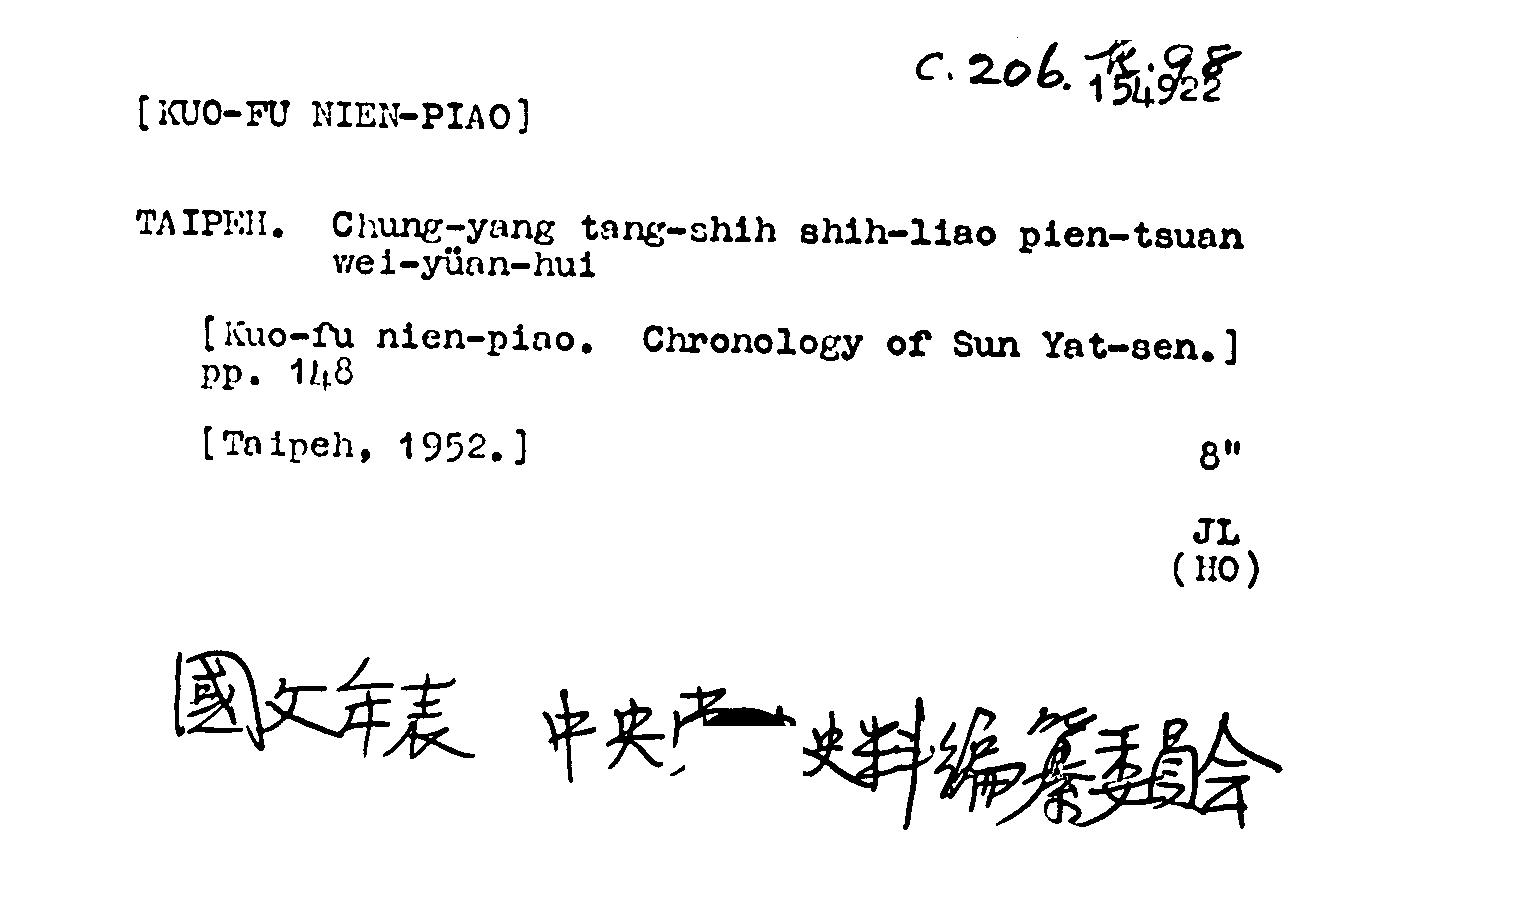 C. 206. 98
154922
[KUO-FU NIEN-PIAO]
TAIPEH. Chung-yang tang-shih shih-liao pien-tsuan
wei-yüan-hui
[Kuo-fu nien-piao. Chronology of Sun Yat-sen.]
pp. 148
[Taipeh, 1952.]
8"
JL
(HO)
國父年表 中央 史料編纂委員会